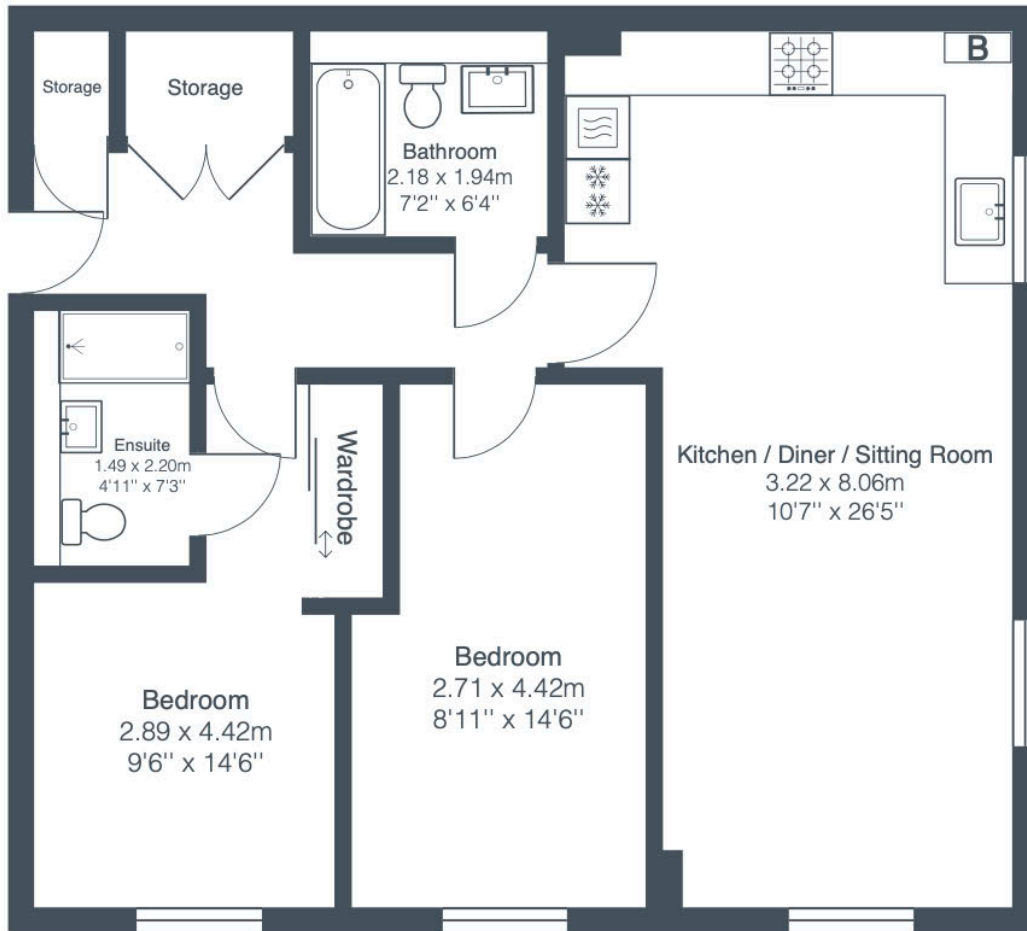 Storage
Storage
B
Bathroom
2.18 x 1.94m
7'2'' x 6'4''
Ensuite
1.49 x 2.20m
4'11'' x 7'3''
Wardrobe
Kitchen / Diner / Sitting Room
3.22 x 8.06m
10'7'' x 26'5''
Bedroom
2.89 x 4.42m
9'6'' x 14'6''
Bedroom
2.71 x 4.42m
8'11'' x 14'6''